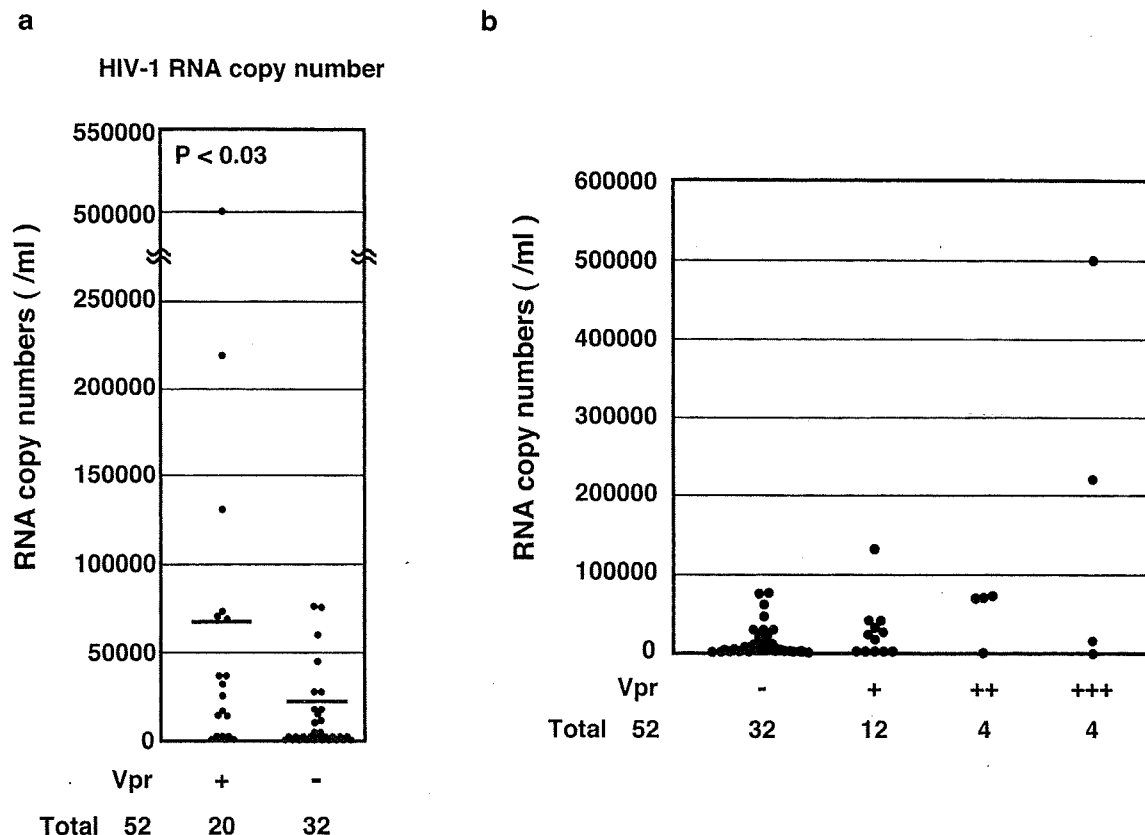 a
HIV-1 RNA copy number
RNA copy numbers ( /ml )
550000
500000
250000
200000
150000
100000
50000
0
P < 0.03
Vpr + -
Total 52 20 32
b
RNA copy numbers ( /ml )
600000
500000
400000
300000
200000
100000
0
Vpr - + ++ +++
Total 52 32 12 4 4